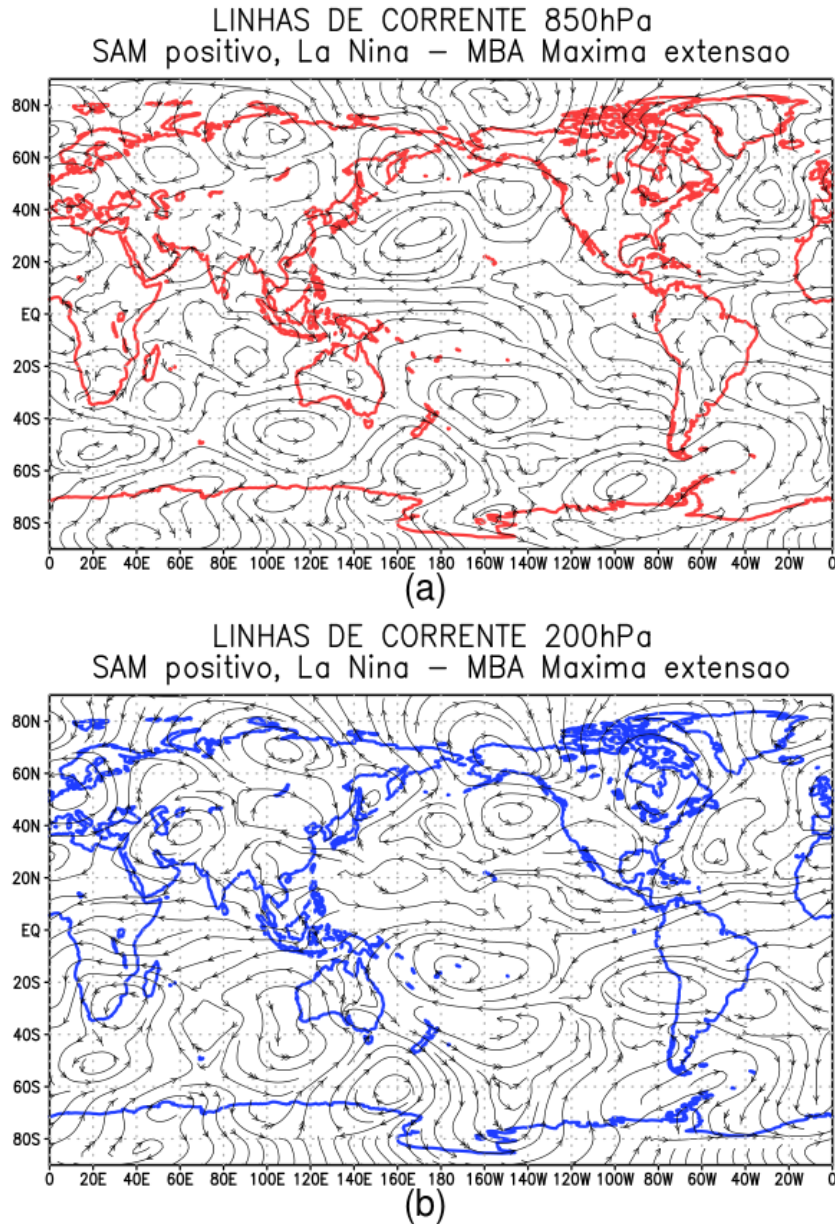 LINHAS DE CORRENTE 850hPa
SAM positivo, La Nina – MBA Maxima extensao
80N
60N
40N
20N
EQ
20S
40S
60S
80S
0 20E 40E 60E 80E 100E 120E 140E 160E 180 160W 140W 120W 100W 80W 60W 40W 20W 0
(a)
LINHAS DE CORRENTE 200hPa
SAM positivo, La Nina – MBA Maxima extensao
80N
60N
40N
20N
EQ
20S
40S
60S
80S
0 20E 40E 60E 80E 100E 120E 140E 160E 180 160W 140W 120W 100W 80W 60W 40W 20W 0
(b)